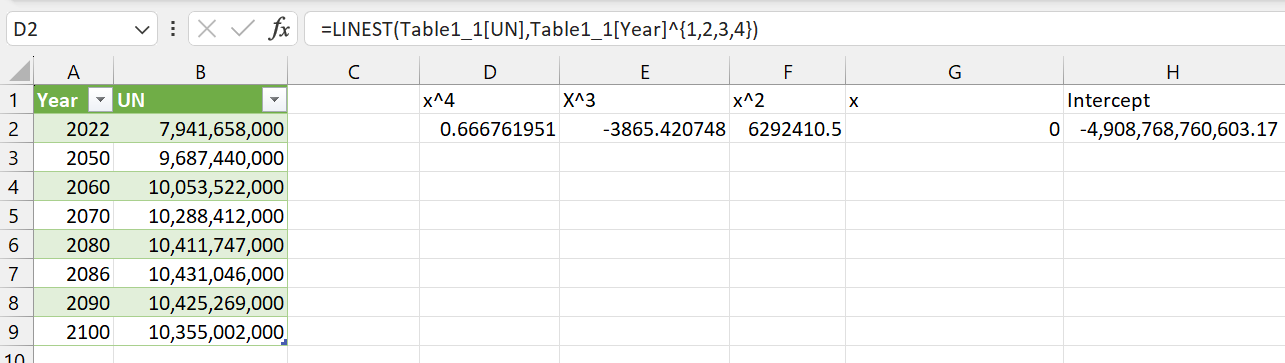 D2 fx =LINEST(Table1_1[UN],Table1_1[Year]^{1,2,3,4})
A B C D E F G H
1 Year UN x^4 X^3 x^2 x Intercept
2 2022 7,941,658,000 0.666761951 -3865.420748 6292410.5 0 -4,908,768,760,603.17
3 2050 9,687,440,000
4 2060 10,053,522,000
5 2070 10,288,412,000
6 2080 10,411,747,000
7 2086 10,431,046,000
8 2090 10,425,269,000
9 2100 10,355,002,000
10